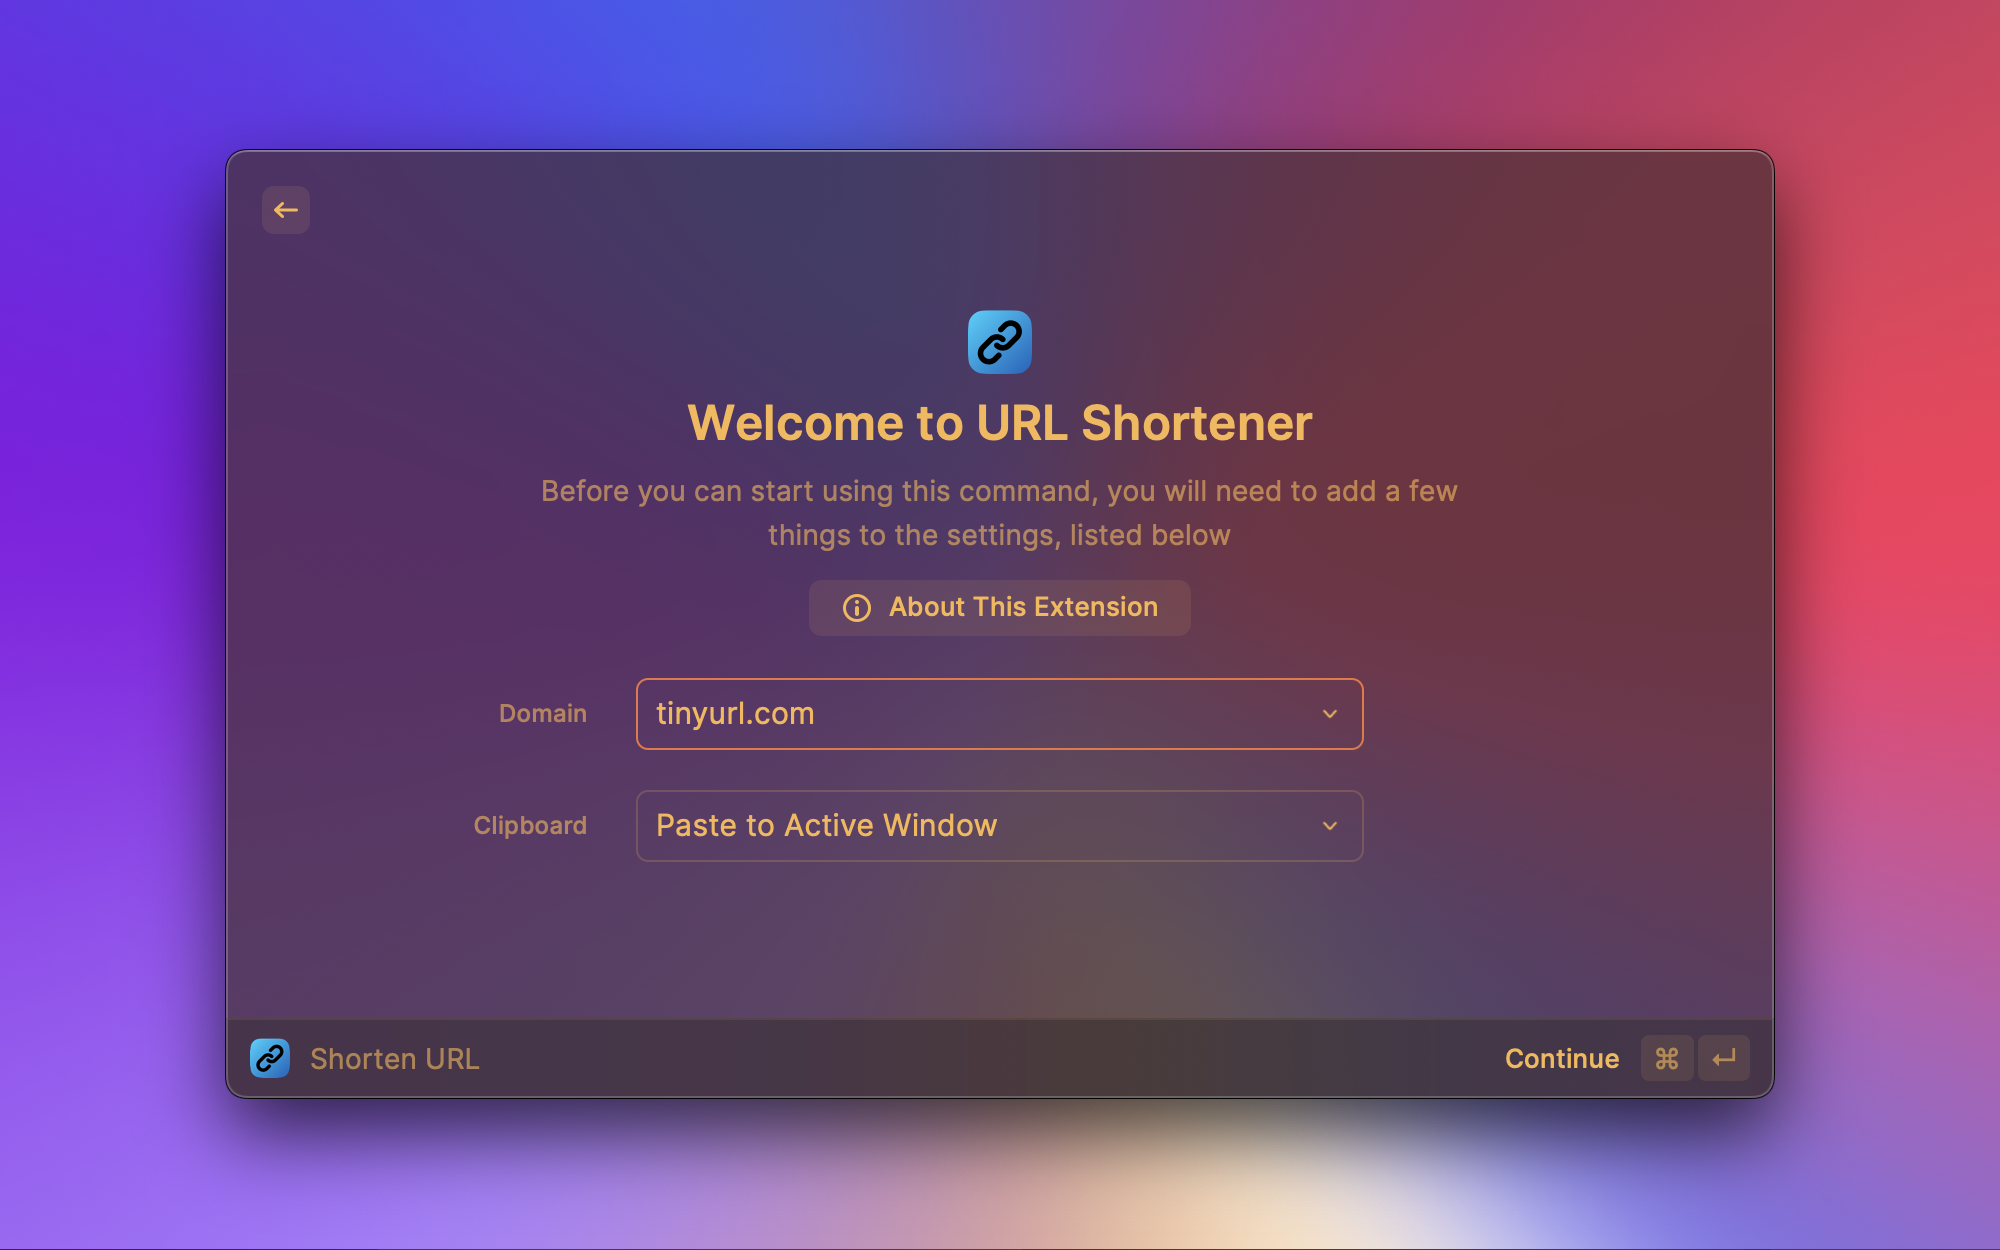 Welcome to URL Shortener
Before you can start using this command, you will need to add a few
things to the settings, listed below
About This Extension
Domain
tinyurl.com
Clipboard
Paste to Active Window
Shorten URL
Continue ⌘ ↵